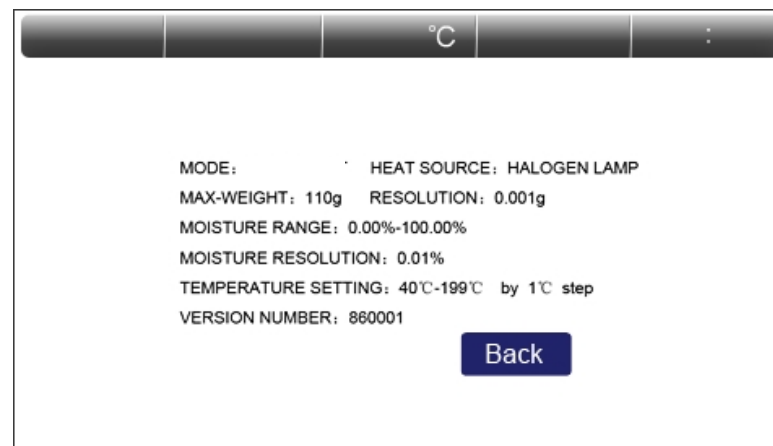 ℃ :
MODE： HEAT SOURCE：HALOGEN LAMP
MAX-WEIGHT：110g RESOLUTION：0.001g
MOISTURE RANGE：0.00%-100.00%
MOISTURE RESOLUTION：0.01%
TEMPERATURE SETTING：40℃-199℃ by 1℃ step
VERSION NUMBER：860001
Back